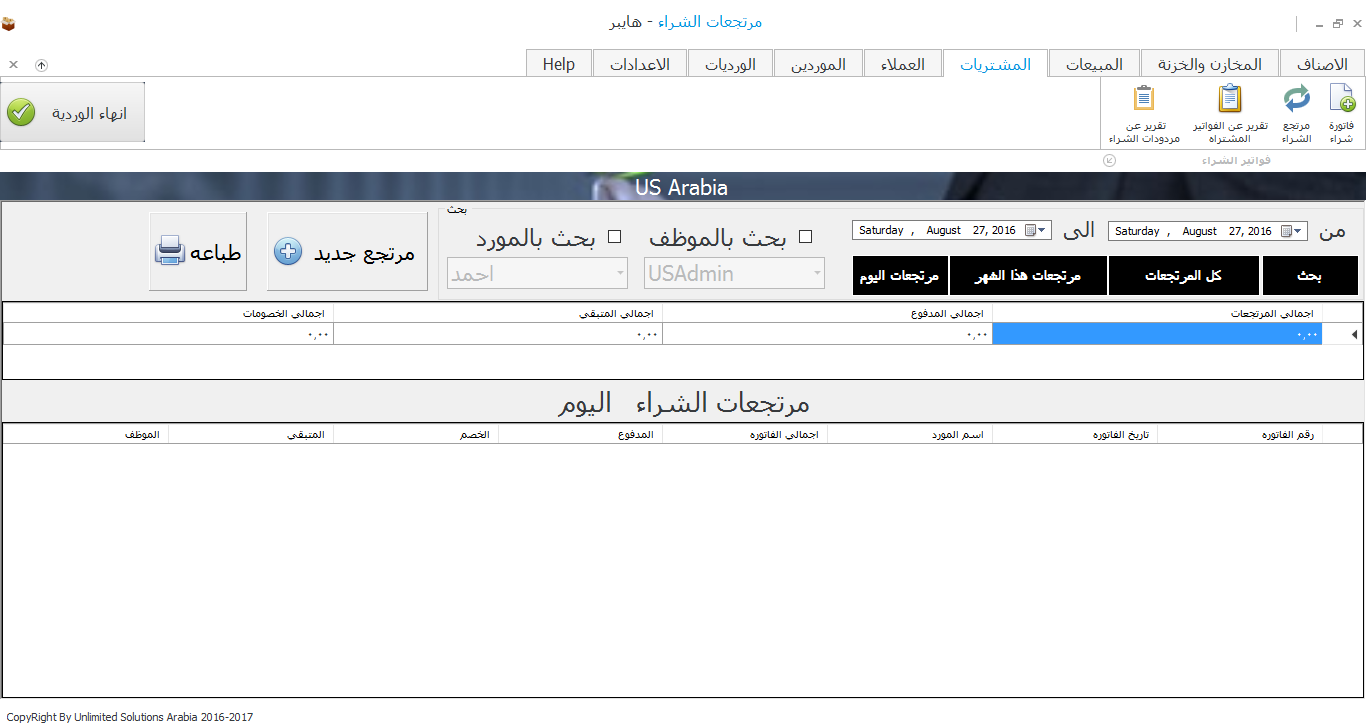 مرتجعات الشراء - هايبر
الاصناف
المخازن والخزنة
المبيعات
المشتريات
العملاء
الموردين
الورديات
الاعدادات
Help
فاتورة شراء
مرتجع الشراء
تقرير عن الفواتير المشتراه
تقرير عن مردودات الشراء
فواتير الشراء
انهاء الوردية
US Arabia
من
Saturday , August 27, 2016
الى
Saturday , August 27, 2016
بحث
بحث بالموظف
بحث بالمورد
USAdmin
احمد
بحث
كل المرتجعات
مرتجعات هذا الشهر
مرتجعات اليوم
مرتجع جديد
طباعه
اجمالي المرتجعات
اجمالي المدفوع
اجمالي المتبقي
اجمالي الخصومات
٠,٠٠
٠,٠٠
٠,٠٠
٠,٠٠
مرتجعات الشراء اليوم
رقم الفاتوره
تاريخ الفاتوره
اسم المورد
اجمالي الفاتوره
المدفوع
الخصم
المتبقي
الموظف
CopyRight By Unlimited Solutions Arabia 2016-2017